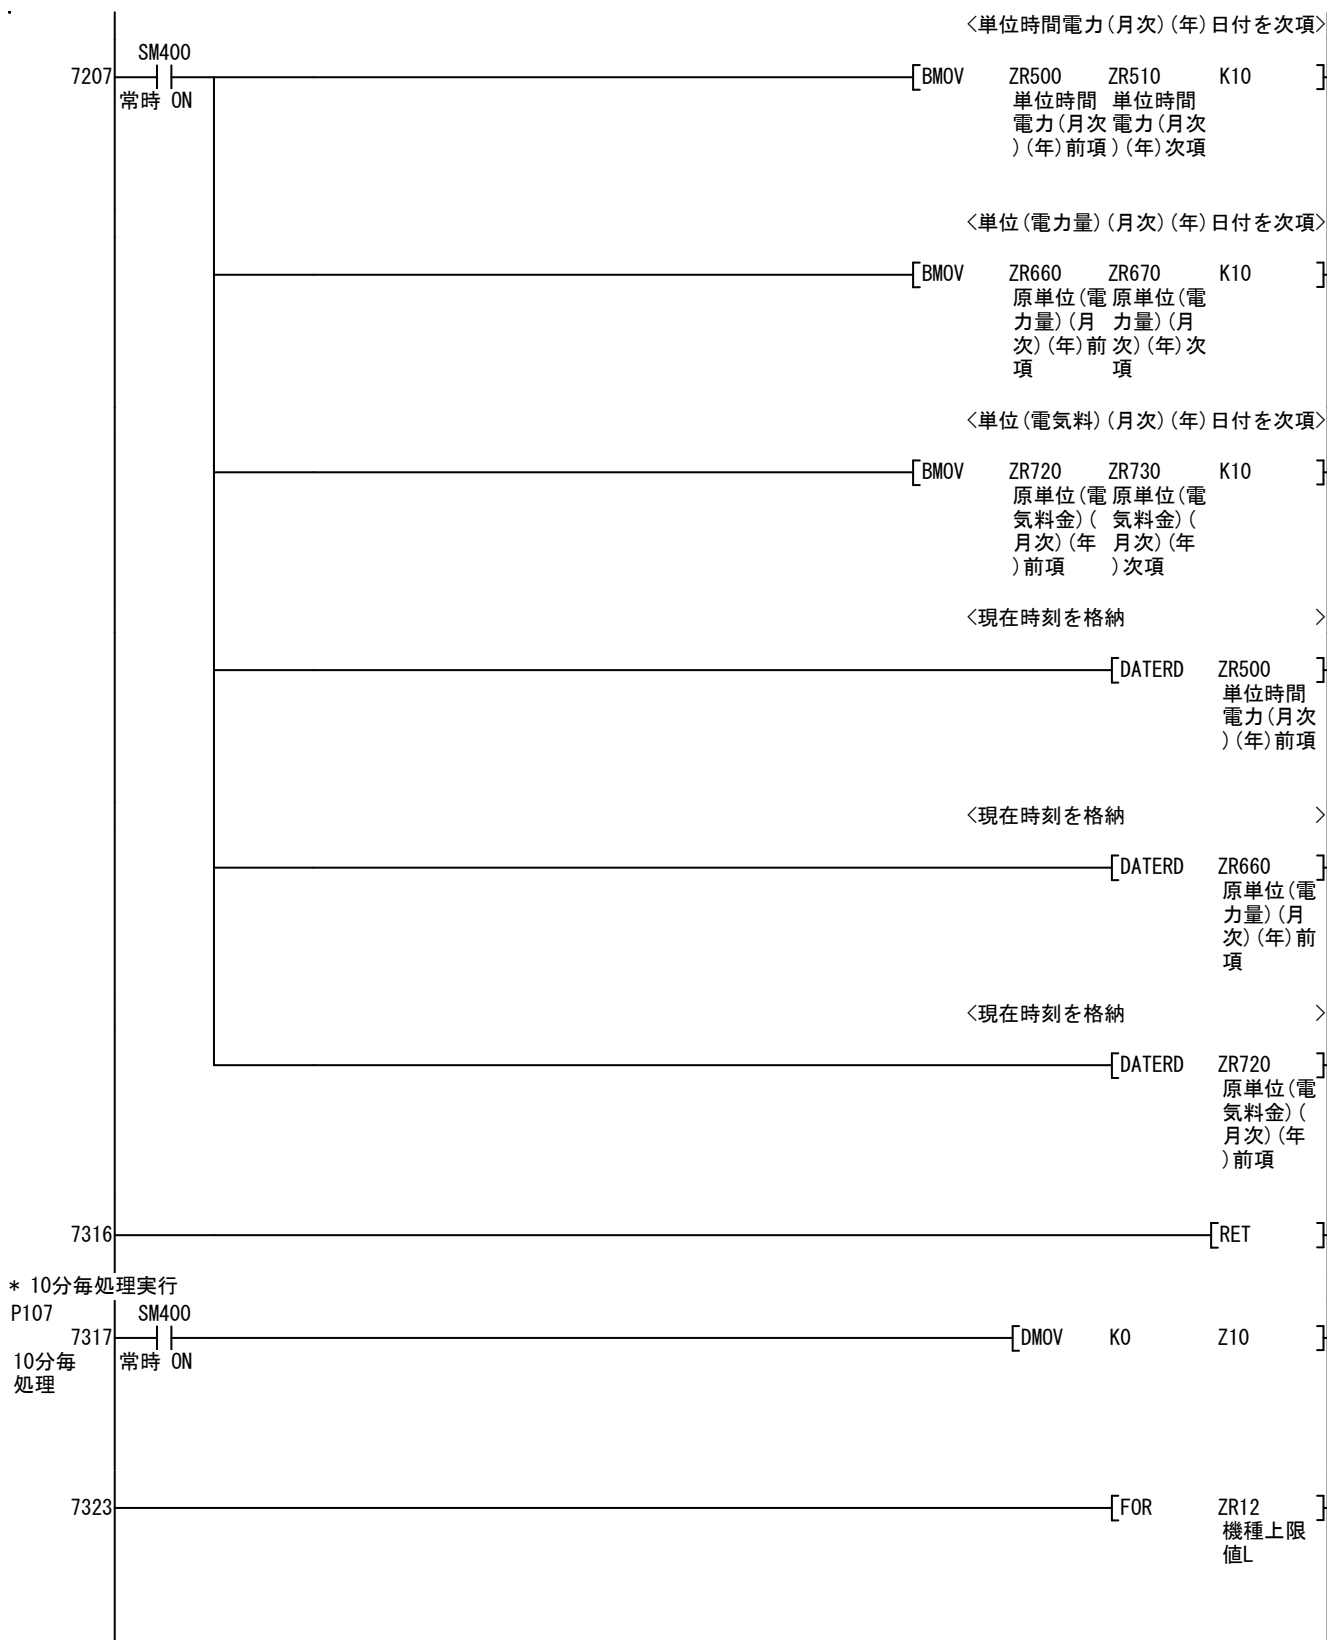 <単位時間電力(月次)(年)日付を次項>
SM400
7207
[BMOV ZR500 ZR510 K10 ]
常時 ON
単位時間 単位時間
電力(月次 電力(月次
)(年)前項 )(年)次項
<単位(電力量)(月次)(年)日付を次項>
[BMOV ZR660 ZR670 K10 ]
原単位(電 原単位(電
力量)(月 力量)(月
次)(年)前 次)(年)次
項 項
<単位(電気料)(月次)(年)日付を次項>
[BMOV ZR720 ZR730 K10 ]
原単位(電 原単位(電
気料金)( 気料金)(
月次)(年 月次)(年
)前項 )次項
<現在時刻を格納 >
[DATERD ZR500 ]
単位時間
電力(月次
)(年)前項
<現在時刻を格納 >
[DATERD ZR660 ]
原単位(電
力量)(月
次)(年)前
項
<現在時刻を格納 >
[DATERD ZR720 ]
原単位(電
気料金)(
月次)(年
)前項
7316 [RET ]
* 10分毎処理実行
P107 SM400
7317 [DMOV K0 Z10 ]
10分毎 常時 ON
処理
7323 [FOR ZR12 ]
機種上限
値L